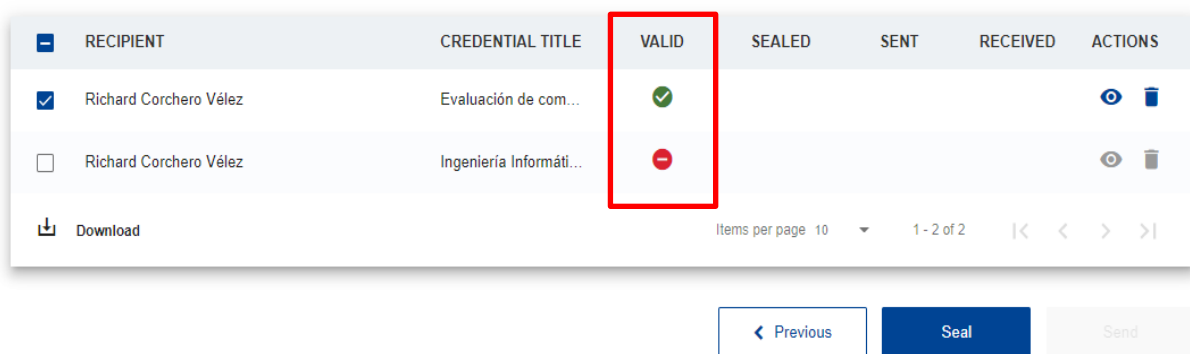 RECIPIENT CREDENTIAL TITLE VALID SEALED SENT RECEIVED ACTIONS
Richard Corchero Vélez Evaluación de com...
Richard Corchero Vélez Ingeniería Informáti...
Download Items per page 10 1 - 2 of 2
Previous Seal Send